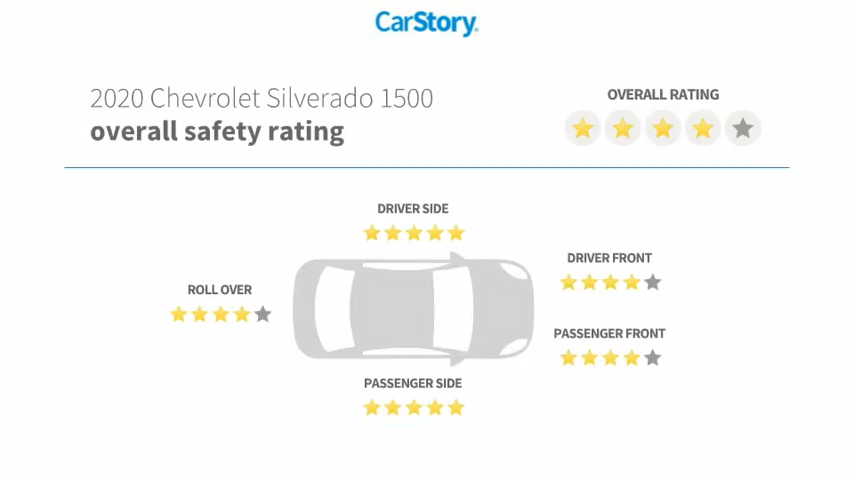 CarStory.
2020 Chevrolet Silverado 1500
overall safety rating
OVERALL RATING
DRIVER SIDE
DRIVER FRONT
ROLL OVER
PASSENGER FRONT
PASSENGER SIDE